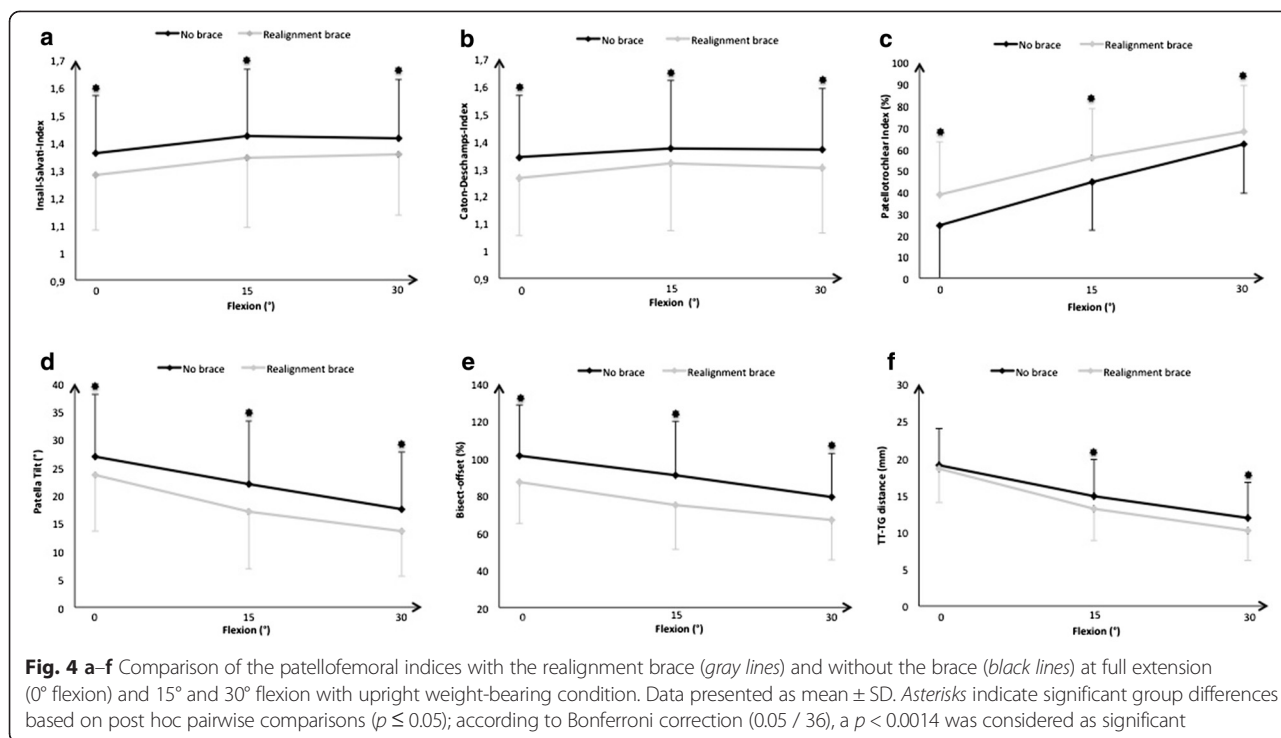 a
No brace
Realignment brace
1,7
1,6
1,5
1,4
1,3
1,2
1,1
1
0,9
Insall-Salvati-Index
0
15
30
Flexion (°)
b
No brace
Realignment brace
1,7
1,6
1,5
1,4
1,3
1,2
1,1
1
0,9
Caton-Deschamps-Index
0
15
30
Flexion (°)
c
No brace
Realignment brace
100
90
80
70
60
50
40
30
20
10
0
Patellotrochlear Index (%)
0
15
30
Flexion (°)
d
No brace
Realignment brace
40
35
30
25
20
15
10
5
0
Patella Tilt (°)
0
15
30
Flexion (°)
e
No brace
Realignment brace
140
120
100
80
60
40
20
Bisect-offset (%)
0
15
30
Flexion (°)
f
No brace
Realignment brace
30
25
20
15
10
5
0
TT-TG distance (mm)
0
15
30
Flexion (°)
Fig. 4 a–f Comparison of the patellofemoral indices with the realignment brace (gray lines) and without the brace (black lines) at full extension
(0° flexion) and 15° and 30° flexion with upright weight-bearing condition. Data presented as mean ± SD. Asterisks indicate significant group differences
based on post hoc pairwise comparisons (p ≤ 0.05); according to Bonferroni correction (0.05 / 36), a p < 0.0014 was considered as significant